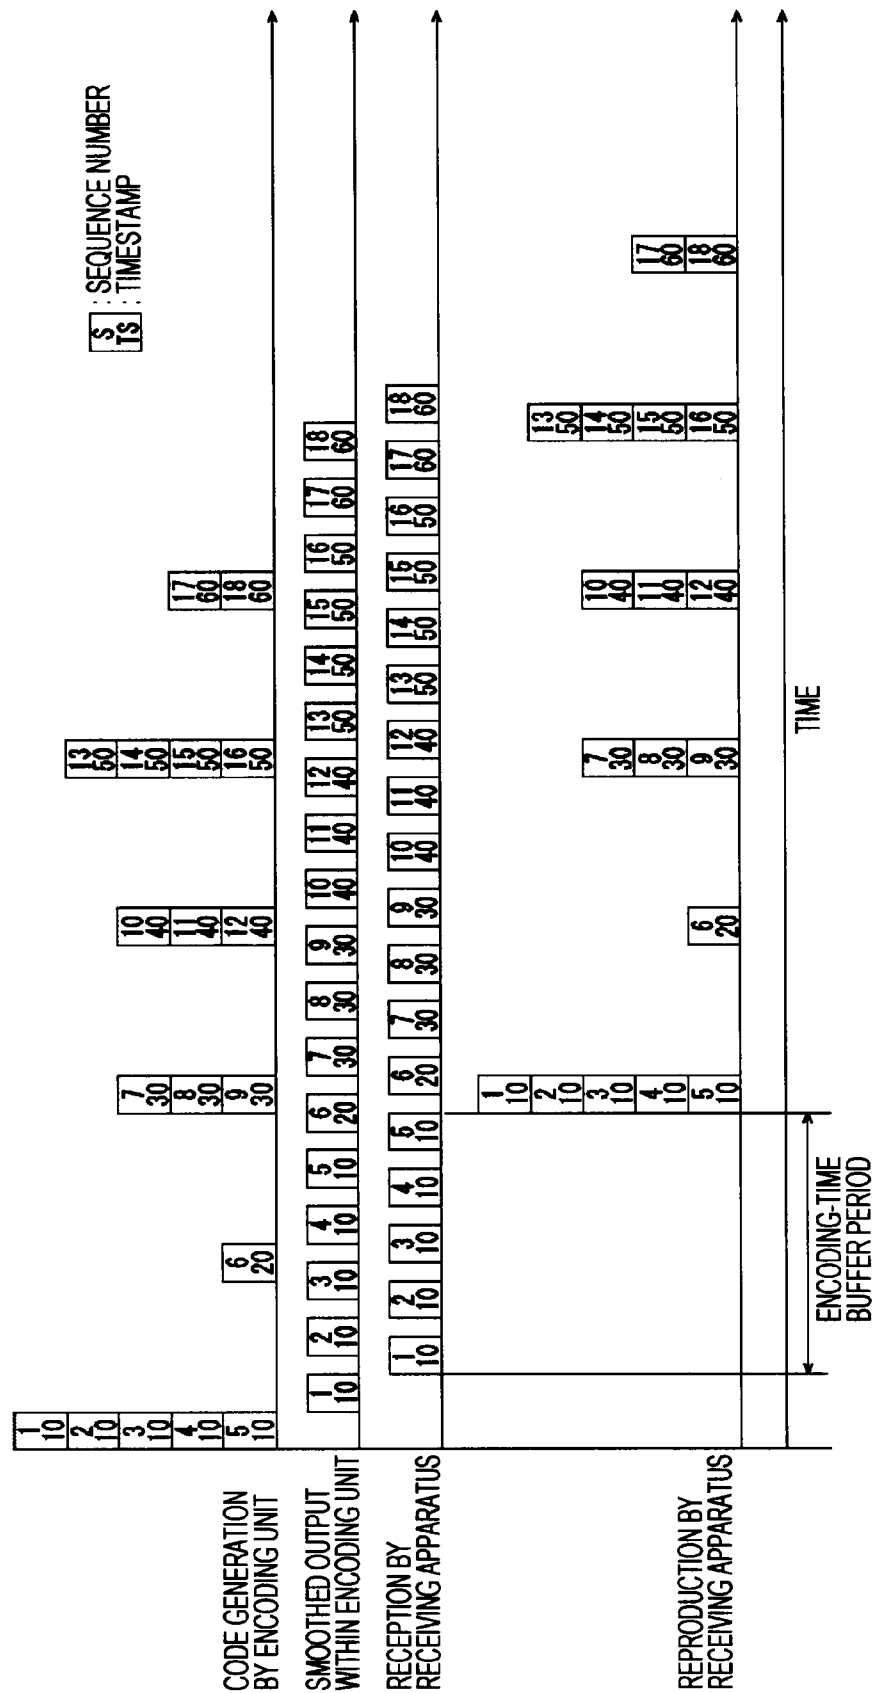 S : SEQUENCE NUMBER
TS : TIMESTAMP
CODE GENERATION
BY ENCODING UNIT
1
10
2 13
10 50
3 7 10 14
10 30 40 50
4 8 11 15 17
10 30 40 50 60
5 6 9 12 16 18
10 20 30 40 50 60
SMOOTHED OUTPUT
WITHIN ENCODING UNIT
1 2 3 4 5 6 7 8 9 10 11 12 13 14 15 16 17 18
10 10 10 10 10 20 30 30 30 40 40 40 50 50 50 50 60 60
RECEPTION BY
RECEIVING APPARATUS
1 2 3 4 5 6 7 8 9 10 11 12 13 14 15 16 17 18
10 10 10 10 10 20 30 30 30 40 40 40 50 50 50 50 60 60
REPRODUCTION BY
RECEIVING APPARATUS
1
10
2 13
10 50
3 7 10 14
10 30 40 50
4 8 11 15 17
10 30 40 50 60
5 6 9 12 16 18
10 20 30 40 50 60
TIME
ENCODING-TIME
BUFFER PERIOD